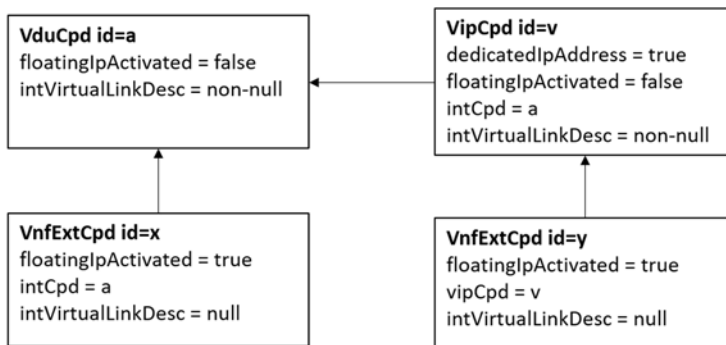 VduCpd id=a
floatingIpActivated = false
intVirtualLinkDesc = non-null
VipCpd id=v
dedicatedIpAddress = true
floatingIpActivated = false
intCpd = a
intVirtualLinkDesc = non-null
VnfExtCpd id=x
floatingIpActivated = true
intCpd = a
intVirtualLinkDesc = null
VnfExtCpd id=y
floatingIpActivated = true
vipCpd = v
intVirtualLinkDesc = null